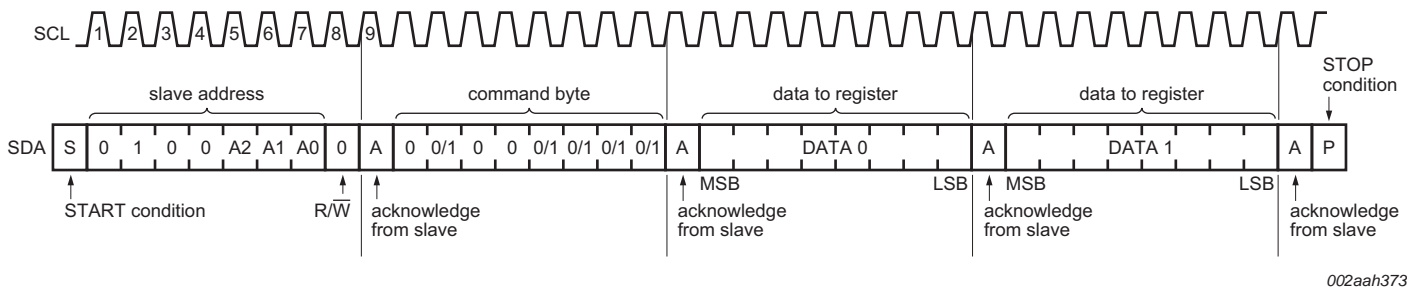 SCL 1 2 3 4 5 6 7 8 9
STOP
condition
slave address command byte data to register data to register
SDA S 0 1 0 0 A2 A1 A0 0 A 0 0/1 0 0 0/1 0/1 0/1 0/1 A DATA 0 A DATA 1 A P
MSB LSB MSB LSB
START condition R/W̅ acknowledge acknowledge acknowledge acknowledge
from slave from slave from slave from slave
002aah373